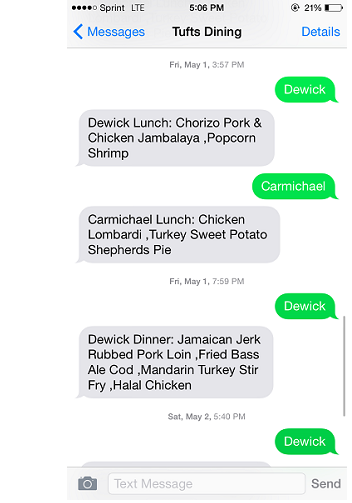 Sprint LTE 5:06 PM 21%
Messages Tufts Dining Details
Fri, May 1, 3:57 PM
Dewick
Dewick Lunch: Chorizo Pork &
Chicken Jambalaya ,Popcorn
Shrimp
Carmichael
Carmichael Lunch: Chicken
Lombardi ,Turkey Sweet Potato
Shepherds Pie
Fri, May 1, 7:59 PM
Dewick
Dewick Dinner: Jamaican Jerk
Rubbed Pork Loin ,Fried Bass
Ale Cod ,Mandarin Turkey Stir
Fry ,Halal Chicken
Sat, May 2, 5:40 PM
Dewick
Text Message Send